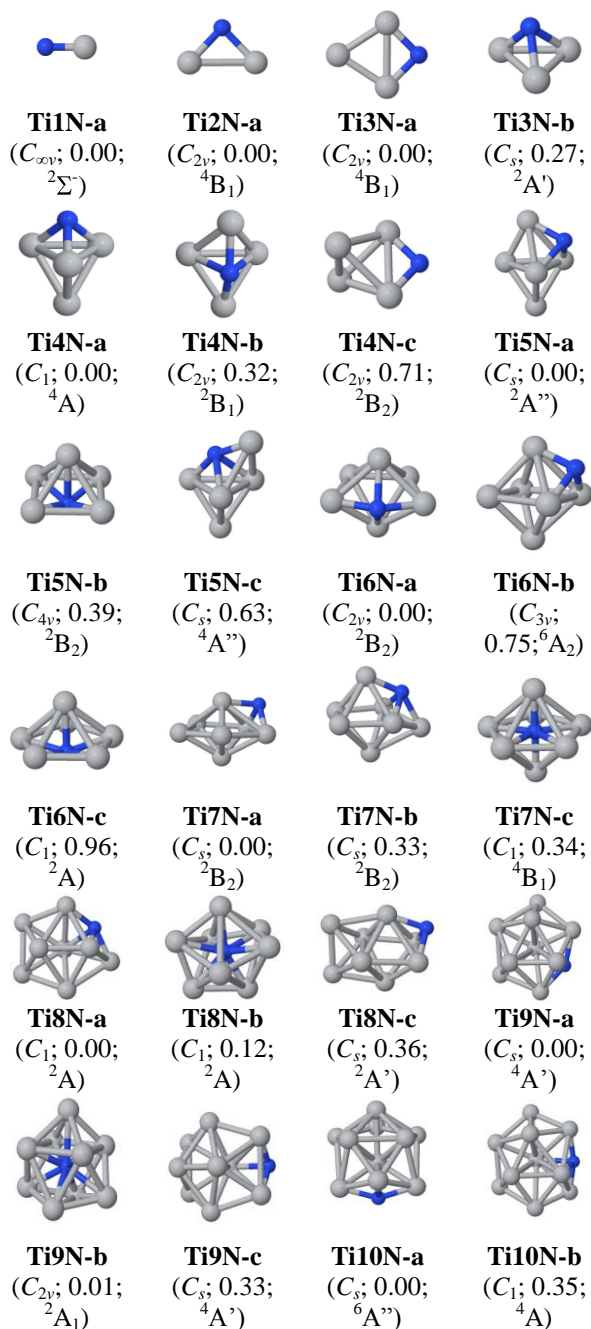 Ti1N-a Ti2N-a Ti3N-a Ti3N-b
(C∞v; 0.00; (C2v; 0.00; (C2v; 0.00; (Cs; 0.27;
²Σ⁻) ⁴B₁) ⁴B₁) ²A')
Ti4N-a Ti4N-b Ti4N-c Ti5N-a
(C₁; 0.00; (C2v; 0.32; (C2v; 0.71; (Cs; 0.00;
⁴A) ²B₁) ²B₂) ²A”)
Ti5N-b Ti5N-c Ti6N-a Ti6N-b
(C4v; 0.39; (Cs; 0.63; (C2v; 0.00; (C3v;
²B₂) ⁴A”) ²B₂) 0.75;⁶A₂)
Ti6N-c Ti7N-a Ti7N-b Ti7N-c
(C₁; 0.96; (Cs; 0.00; (Cs; 0.33; (C₁; 0.34;
²A) ²B₂) ²B₂) ⁴B₁)
Ti8N-a Ti8N-b Ti8N-c Ti9N-a
(C₁; 0.00; (C₁; 0.12; (Cs; 0.36; (Cs; 0.00;
²A) ²A) ²A’) ⁴A’)
Ti9N-b Ti9N-c Ti10N-a Ti10N-b
(C2v; 0.01; (Cs; 0.33; (Cs; 0.00; (C₁; 0.35;
²A₁) ⁴A’) ⁶A”) ⁴A)